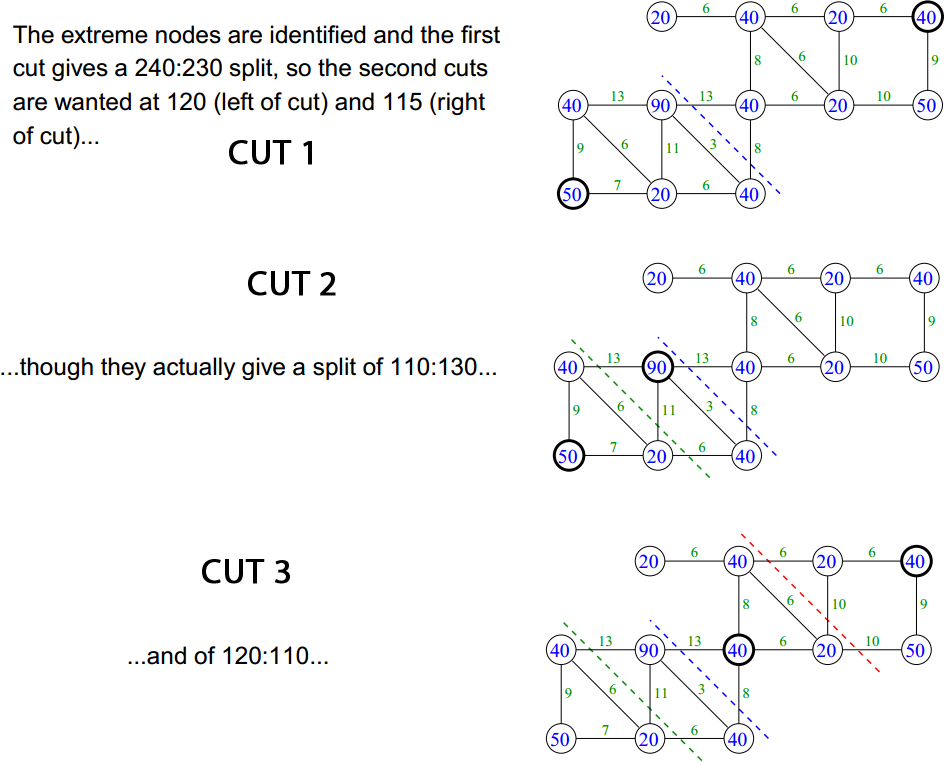 The extreme nodes are identified and the first
cut gives a 240:230 split, so the second cuts
are wanted at 120 (left of cut) and 115 (right
of cut)...
CUT 1
20 6 40 6 20 6 40
8 6 10 9
40 13 90 13 40 6 20 10 50
9 6 11 3 8
50 7 20 6 40
CUT 2
...though they actually give a split of 110:130...
20 6 40 6 20 6 40
8 6 10 9
40 13 90 13 40 6 20 10 50
9 6 11 3 8
50 7 20 6 40
CUT 3
...and of 120:110...
20 6 40 6 20 6 40
8 6 10 9
40 13 90 13 40 6 20 10 50
9 6 11 3 8
50 7 20 6 40